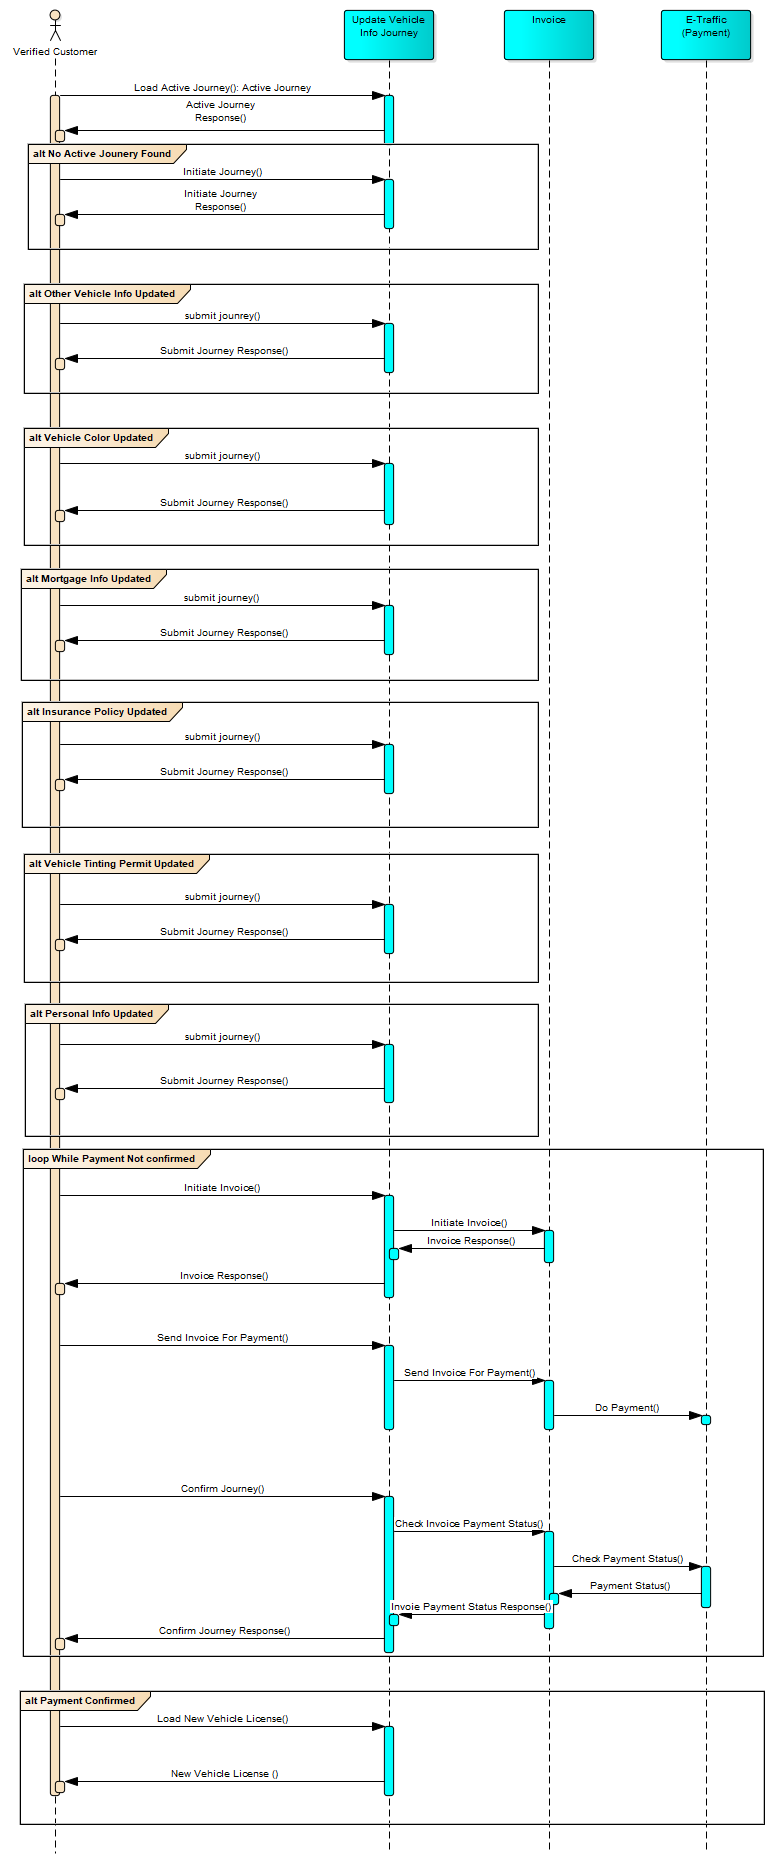 Verified Customer
Update Vehicle
Info Journey
Invoice
E-Traffic
(Payment)
Load Active Journey(): Active Journey
Active Journey
Response()
alt No Active Jounery Found
Initiate Journey()
Initiate Journey
Response()
alt Other Vehicle Info Updated
submit jounrey()
Submit Journey Response()
alt Vehicle Color Updated
submit journey()
Submit Journey Response()
alt Mortgage Info Updated
submit journey()
Submit Journey Response()
alt Insurance Policy Updated
submit journey()
Submit Journey Response()
alt Vehicle Tinting Permit Updated
submit journey()
Submit Journey Response()
alt Personal Info Updated
submit journey()
Submit Journey Response()
loop While Payment Not confirmed
Initiate Invoice()
Initiate Invoice()
Invoice Response()
Invoice Response()
Send Invoice For Payment()
Send Invoice For Payment()
Do Payment()
Confirm Journey()
Check Invoice Payment Status()
Check Payment Status()
Payment Status()
Invoie Payment Status Response()
Confirm Journey Response()
alt Payment Confirmed
Load New Vehicle License()
New Vehicle License ()